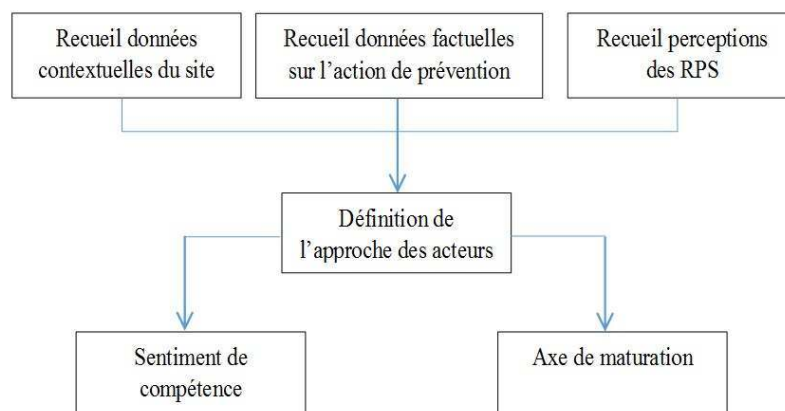 Recueil données
contextuelles du site
Recueil données factuelles
sur l’action de prévention
Recueil perceptions
des RPS
Définition de
l’approche des acteurs
Sentiment de
compétence
Axe de maturation